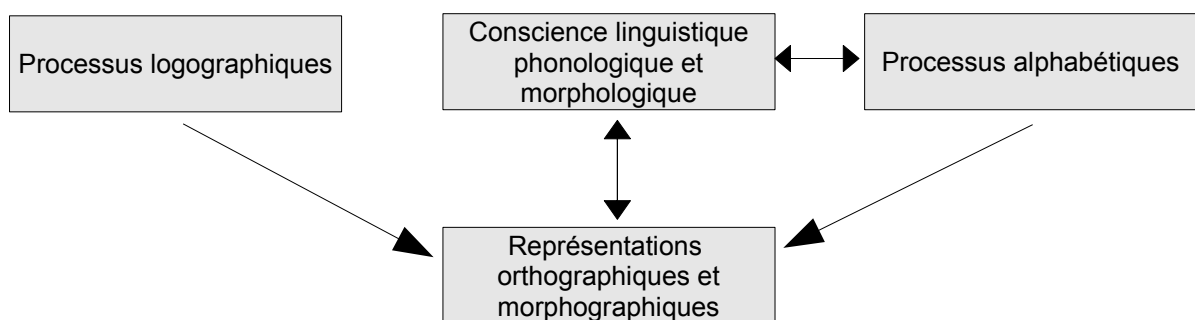 Processus logographiques
Conscience linguistique
phonologique et
morphologique
Processus alphabétiques
Représentations
orthographiques et
morphographiques